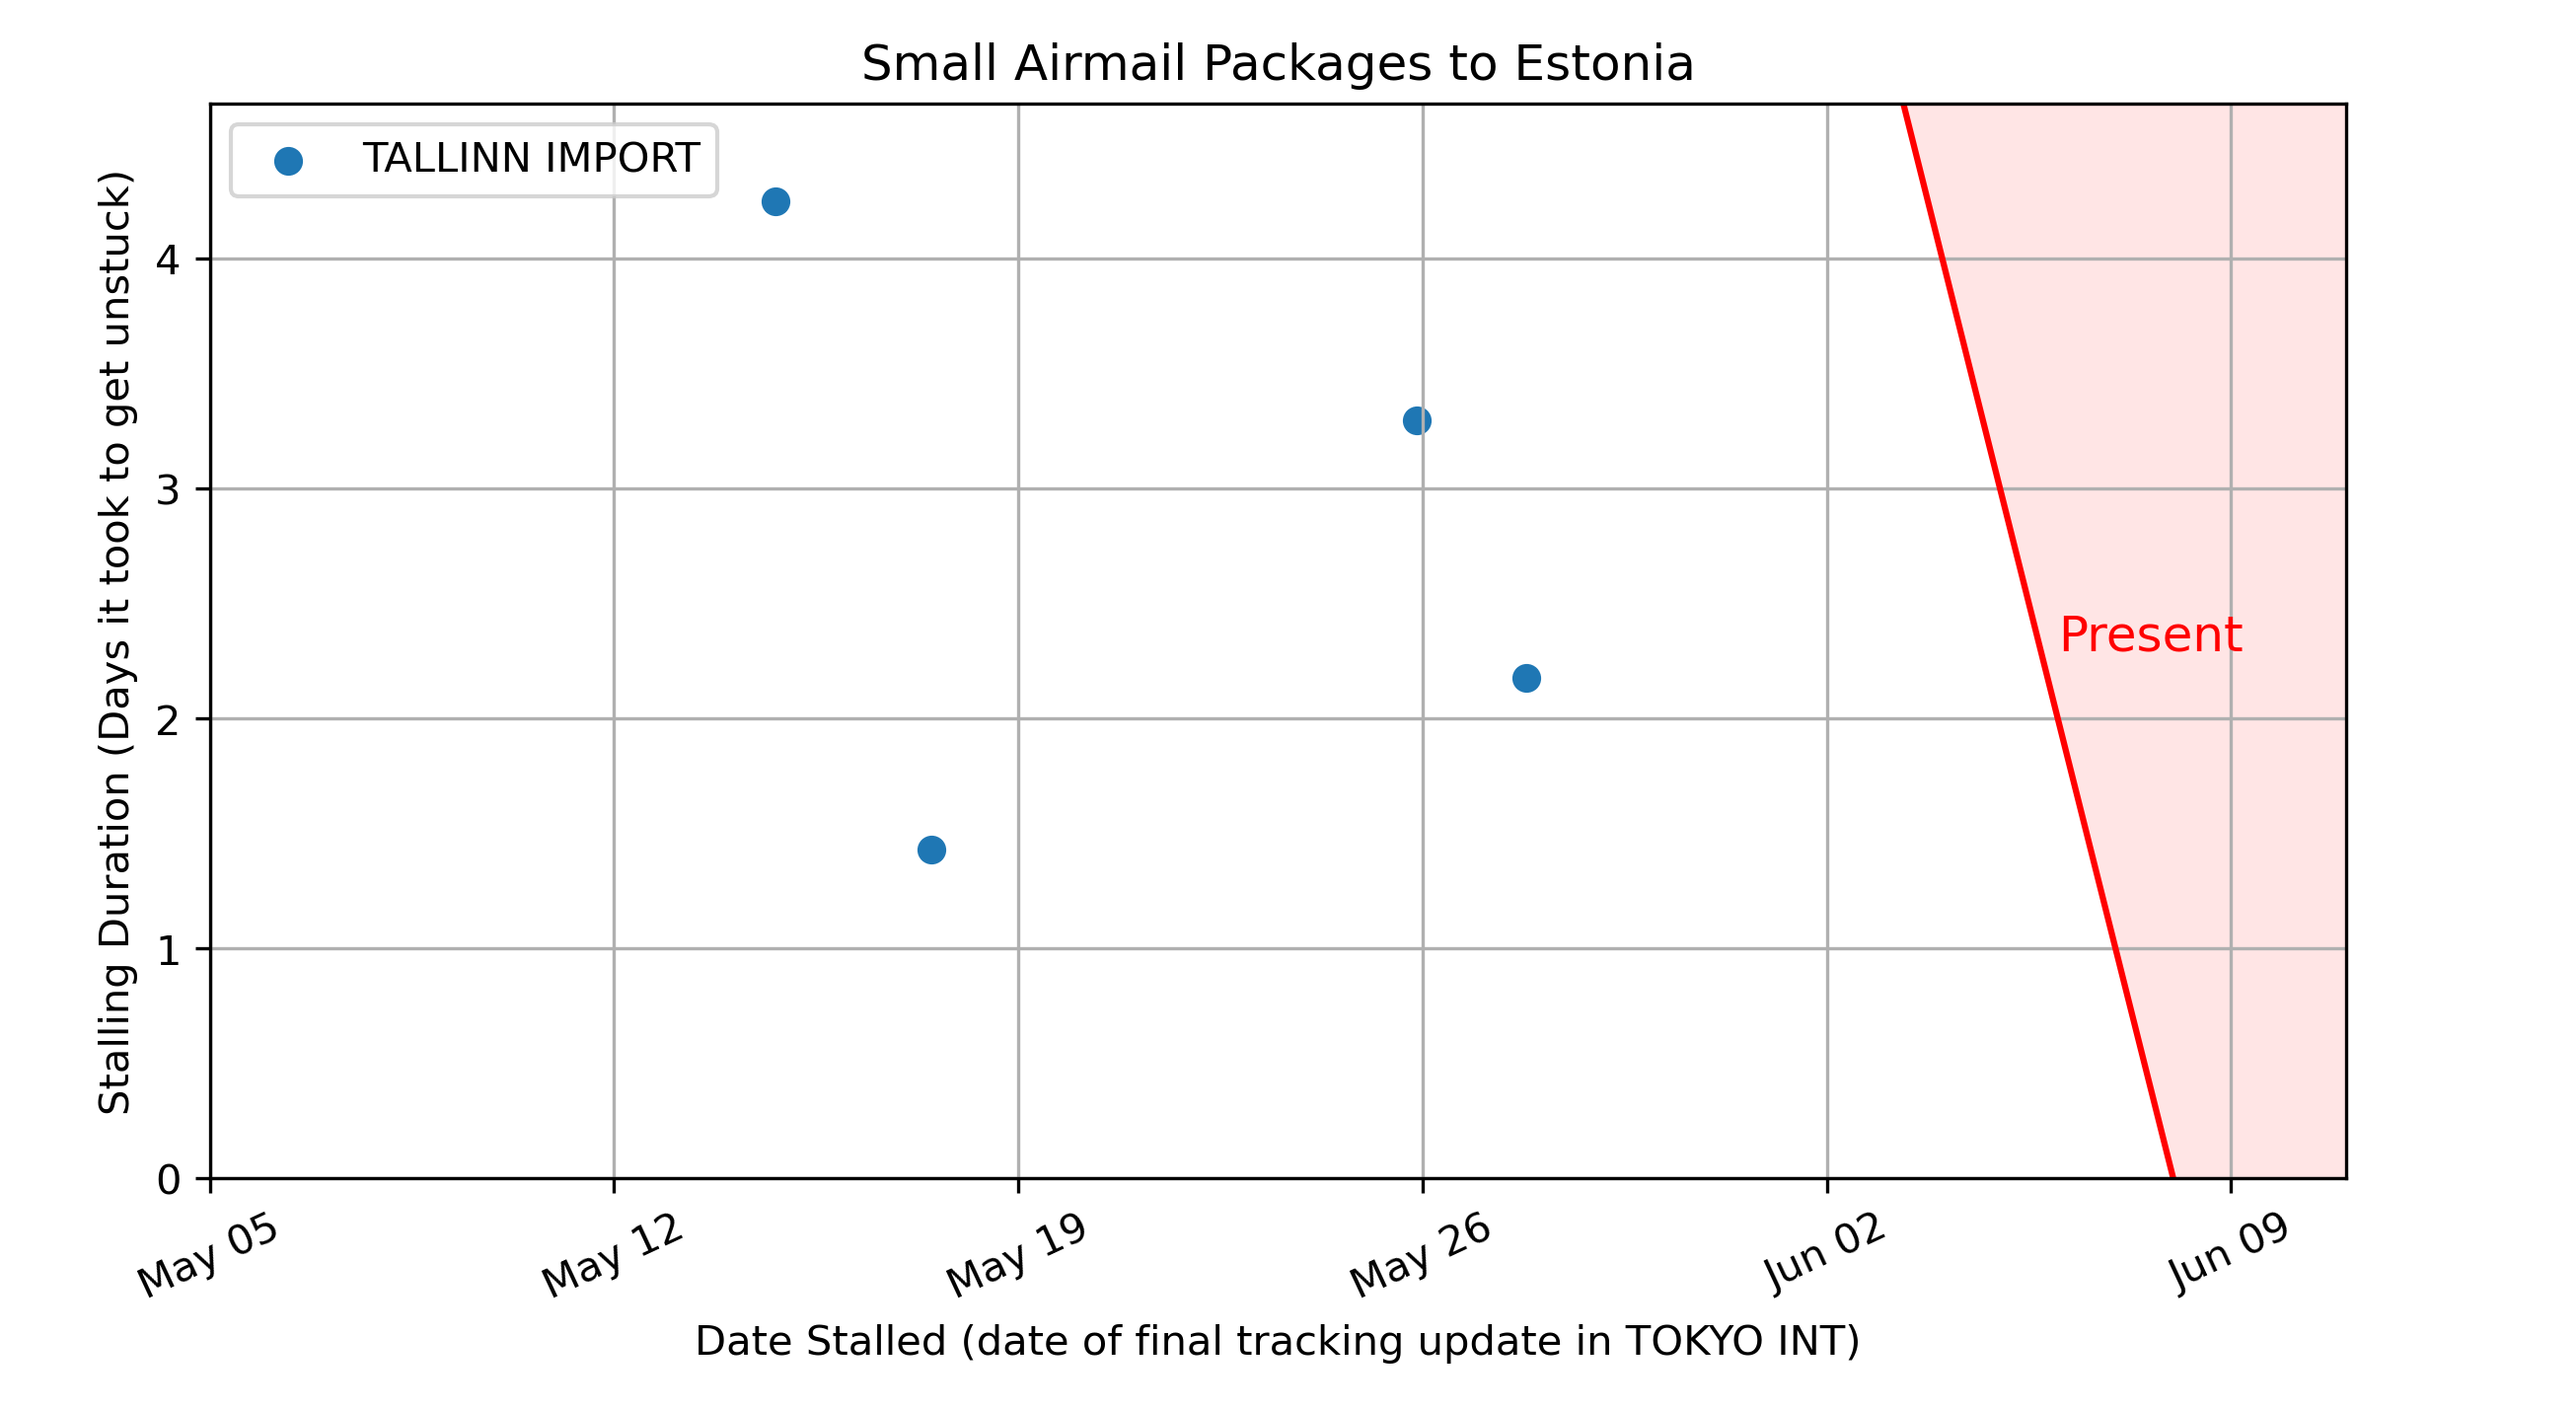 Small Airmail Packages to Estonia
TALLINN IMPORT
Stalling Duration (Days it took to get unstuck)
4
3
2
1
0
Present
May 05
May 12
May 19
May 26
Jun 02
Jun 09
Date Stalled (date of final tracking update in TOKYO INT)